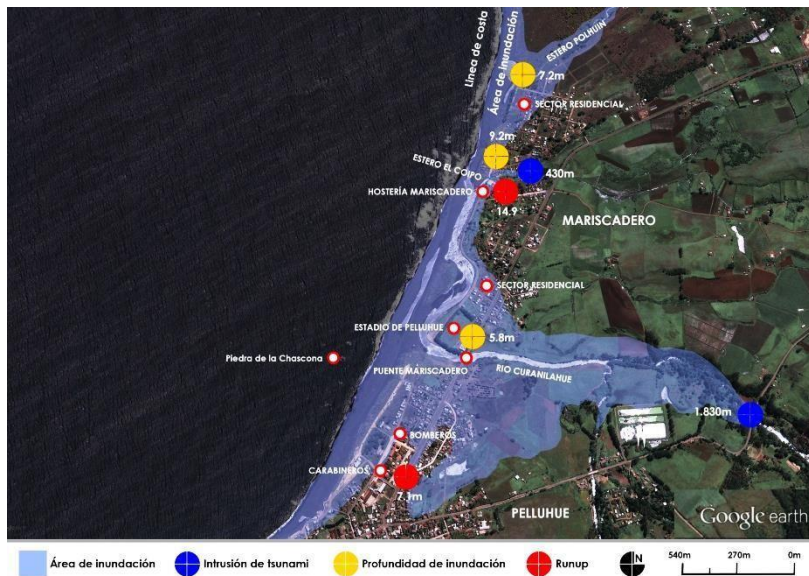 Línea de costa
Área de inundación
ESTERO POLHUIN
7.2m
SECTOR RESIDENCIAL
9.2m
ESTERO EL COIPO
430m
HOSTERÍA MARISCADERO
14.9
MARISCADERO
SECTOR RESIDENCIAL
ESTADIO DE PELLUHUE
5.8m
Piedra de la Chascona
PUENTE MARISCADERO
RIO CURANILAHUE
1.830m
BOMBEROS
CARABINEROS
7.1m
PELLUHUE
Google earth
Área de inundación
Intrusión de tsunami
Profundidad de inundación
Runup
N
540m 270m 0m